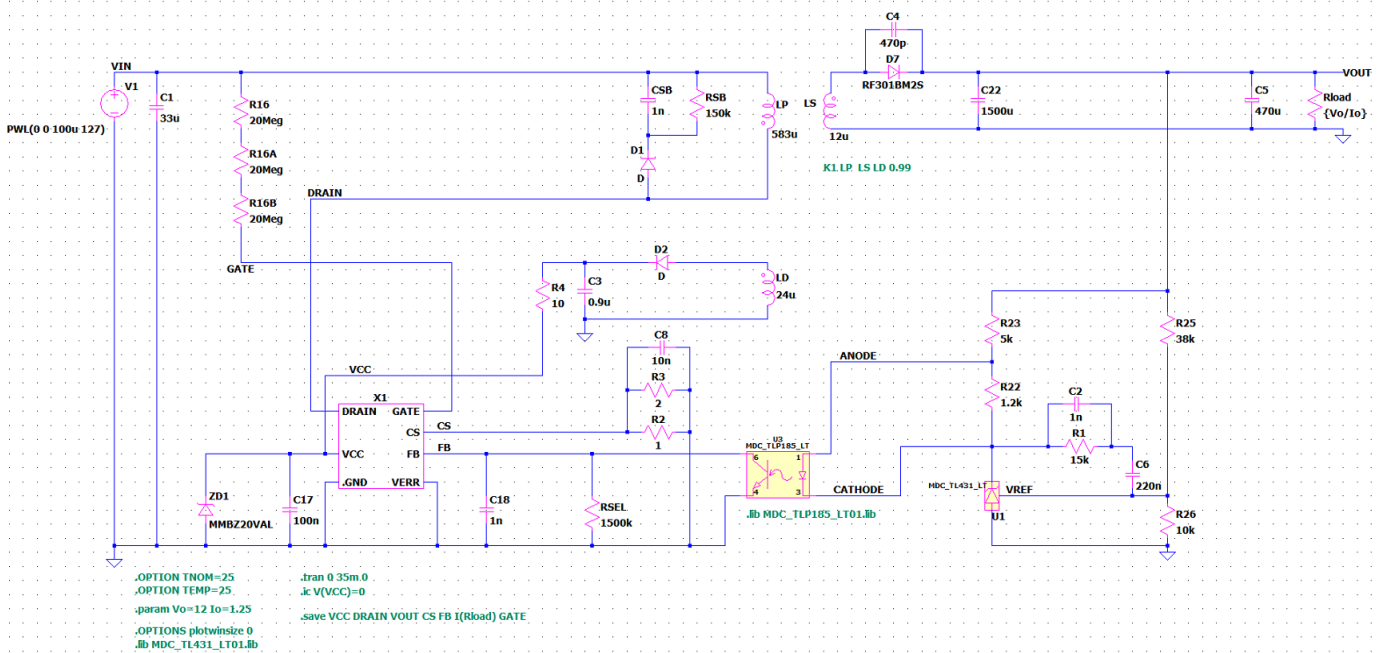 C4
470p
D7
RF301BM2S
VIN
V1
PWL(0 0 100u 127)
C1
33u
R16
20Meg
R16A
20Meg
R16B
20Meg
GATE
CSB
1n
RSB
150k
D1
D
DRAIN
LP
583u
LS
12u
K1 LP LS LD 0.99
C22
1500u
C5
470u
VOUT
Rload
{Vo/Io}
D2
D
LD
24u
R4
10
C3
0.9u
C8
10n
R3
2
R2
1
VCC
X1
DRAIN
GATE
CS
VCC
FB
.GND
VERR
CS
FB
ZD1
MMBZ20VAL
C17
100n
C18
1n
RSEL
1500k
U3
MDC_TLP185_LT
6
1
4
3
.lib MDC_TLP185_LT01.lib
ANODE
CATHODE
R23
5k
R22
1.2k
R25
38k
C2
1n
R1
15k
C6
220n
MDC_TL431_LT
VREF
U1
R26
10k
.OPTION TNOM=25
.OPTION TEMP=25
.param Vo=12 Io=1.25
.OPTIONS plotwinsize 0
.lib MDC_TL431_LT01.lib
.tran 0 35m 0
.ic V(VCC)=0
.save VCC DRAIN VOUT CS FB I(Rload) GATE